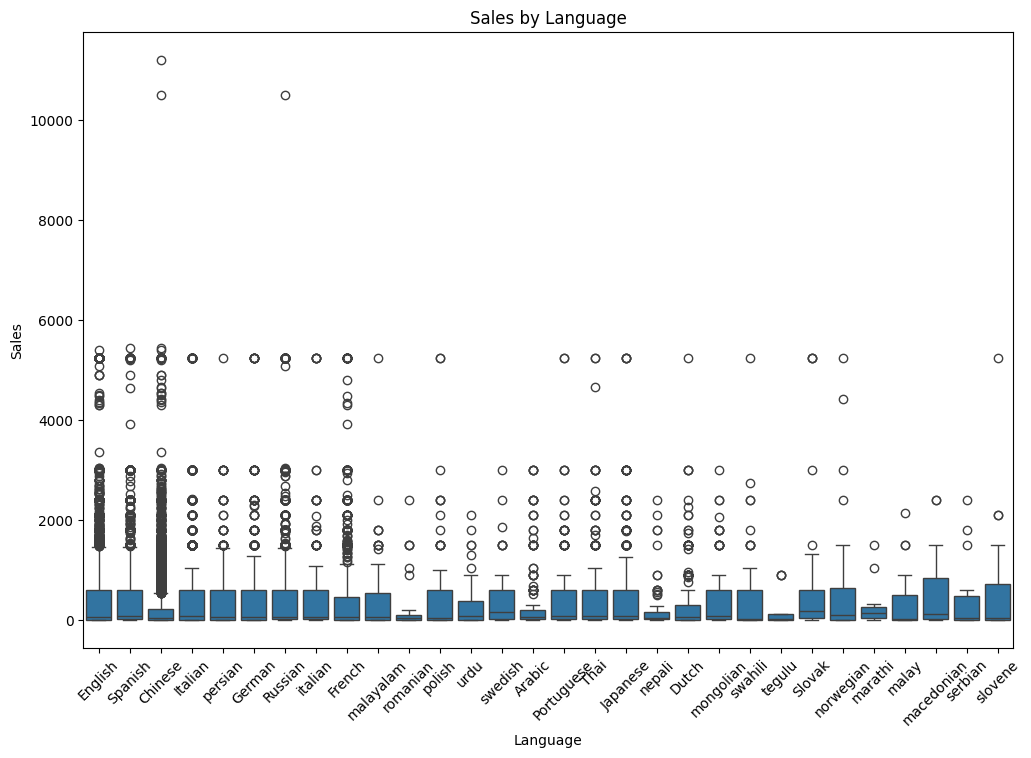 Sales by Language
Sales
10000
8000
6000
4000
2000
0
English
Spanish
Chinese
Italian
persian
German
Russian
italian
French
malayalam
romanian
polish
urdu
swedish
Arabic
Portuguese
Thai
Japanese
nepali
Dutch
mongolian
swahili
tegulu
Slovak
norwegian
marathi
malay
macedonian
serbian
slovene
Language